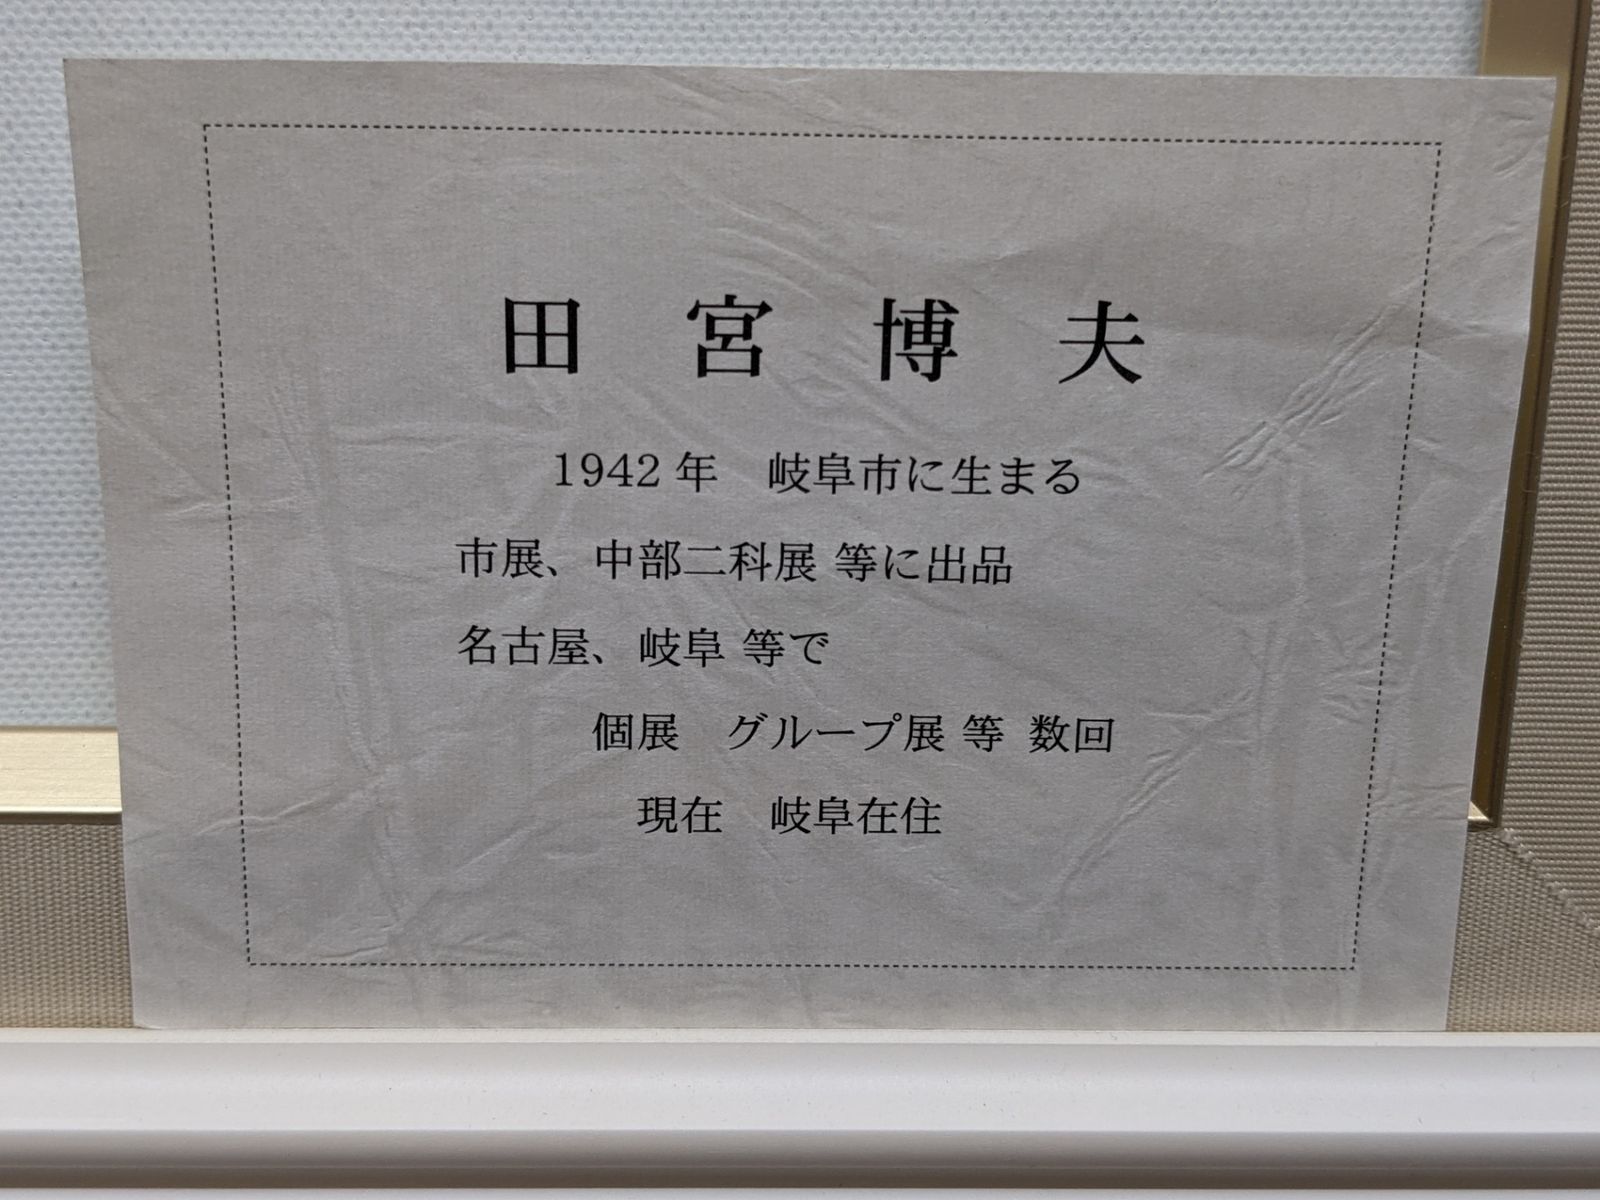 田宮博夫
1942年　岐阜市に生まる
市展、中部二科展 等に出品
名古屋、岐阜 等で
個展　グループ展 等 数回
現在　岐阜在住